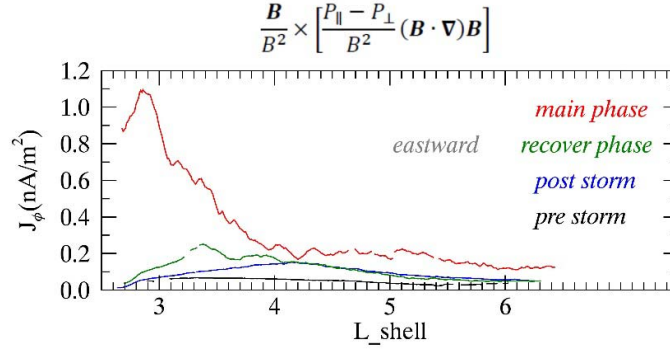 B/B² × [P∥ − P⊥/B² (B · ∇)B]
1.2
1.0
0.8
0.6
0.4
0.2
0.0
J_ϕ(nA/m²)
main phase
eastward recover phase
post storm
pre storm
3 4 5 6
L_shell